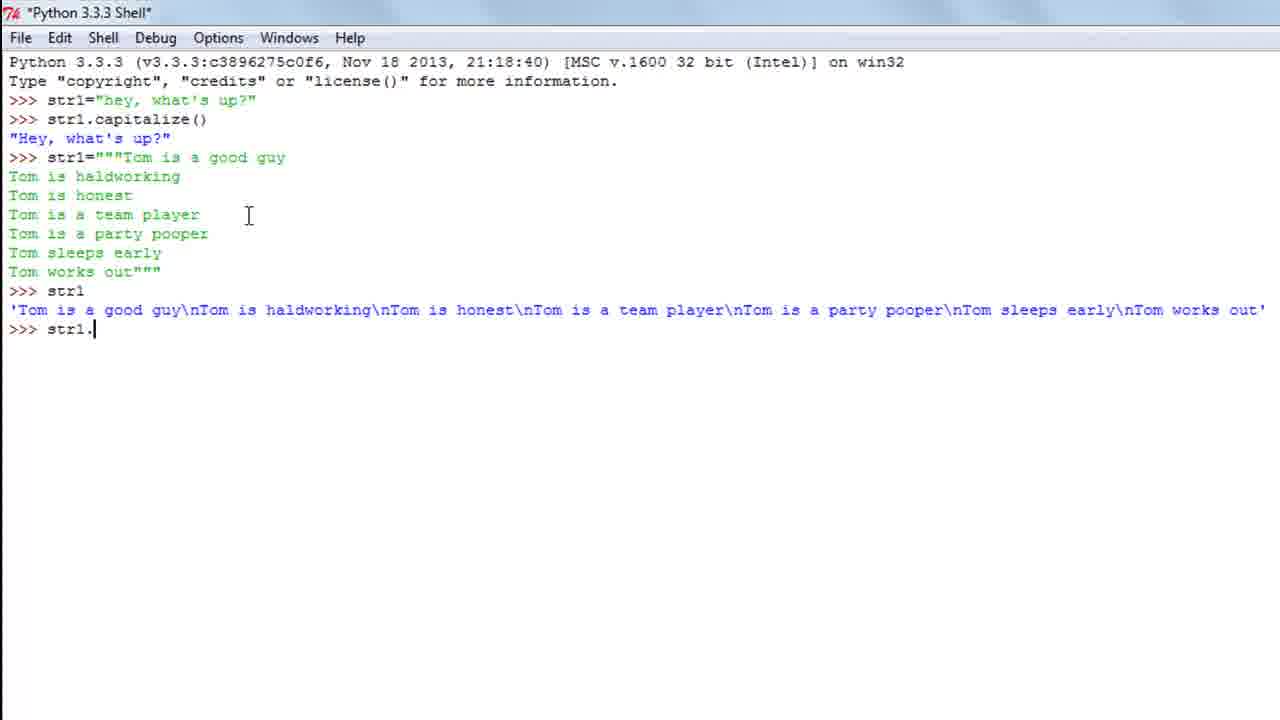 *Python 3.3.3 Shell*
File Edit Shell Debug Options Windows Help
Python 3.3.3 (v3.3.3:c3896275c0f6, Nov 18 2013, 21:18:40) [MSC v.1600 32 bit (Intel)] on win32
Type "copyright", "credits" or "license()" for more information.
>>> str1="hey, what's up?"
>>> str1.capitalize()
"Hey, what's up?"
>>> str1="""Tom is a good guy
Tom is haldworking
Tom is honest
Tom is a team player
Tom is a party pooper
Tom sleeps early
Tom works out"""
>>> str1
'Tom is a good guy\nTom is haldworking\nTom is honest\nTom is a team player\nTom is a party pooper\nTom sleeps early\nTom works out'
>>> str1.